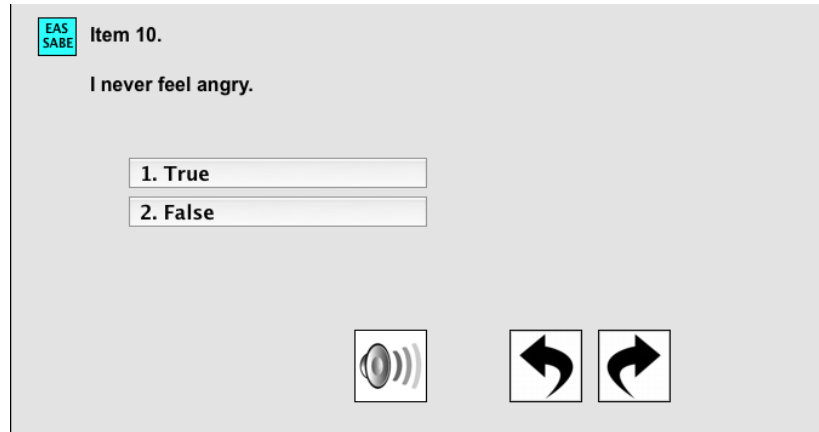 EAS
SABE
Item 10.
I never feel angry.
1. True
2. False